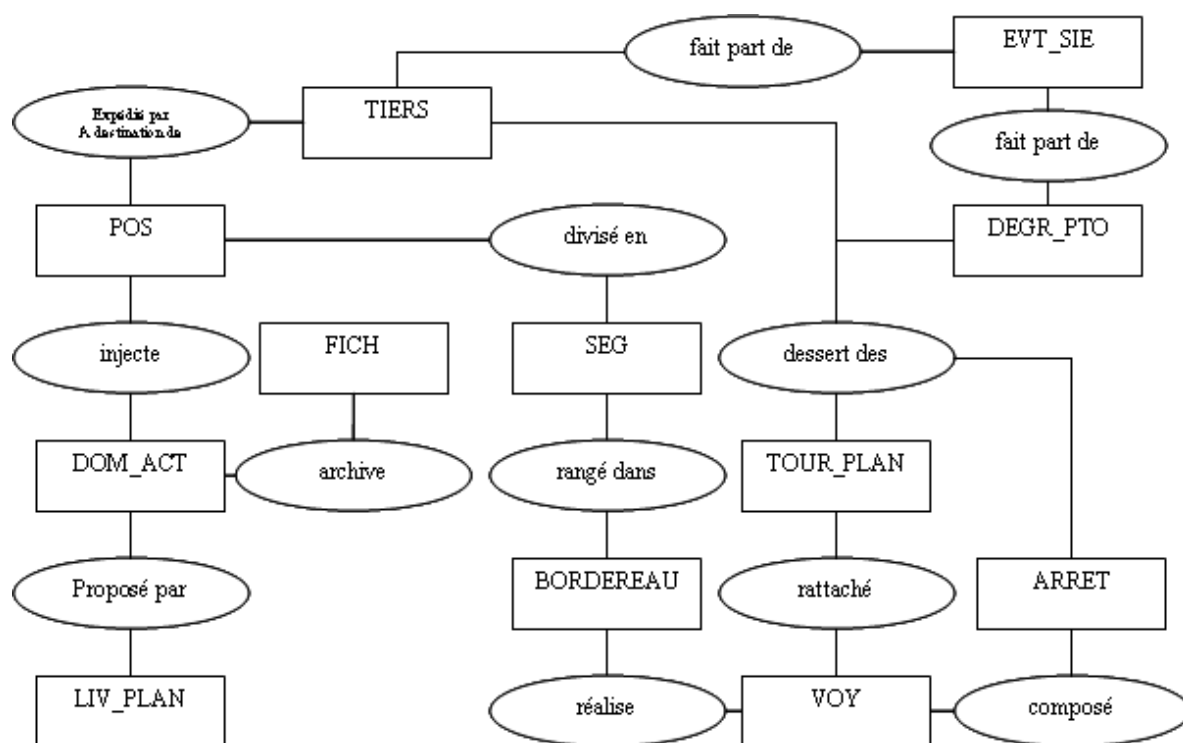 fait part de
EVT_SIE
TIERS
Expédié par
A destination de
fait part de
POS
divisé en
DEGR_PTO
injecte
FICH
SEG
dessert des
DOM_ACT
archive
rangé dans
TOUR_PLAN
Proposé par
BORDEREAU
rattaché
ARRET
LIV_PLAN
réalise
VOY
composé